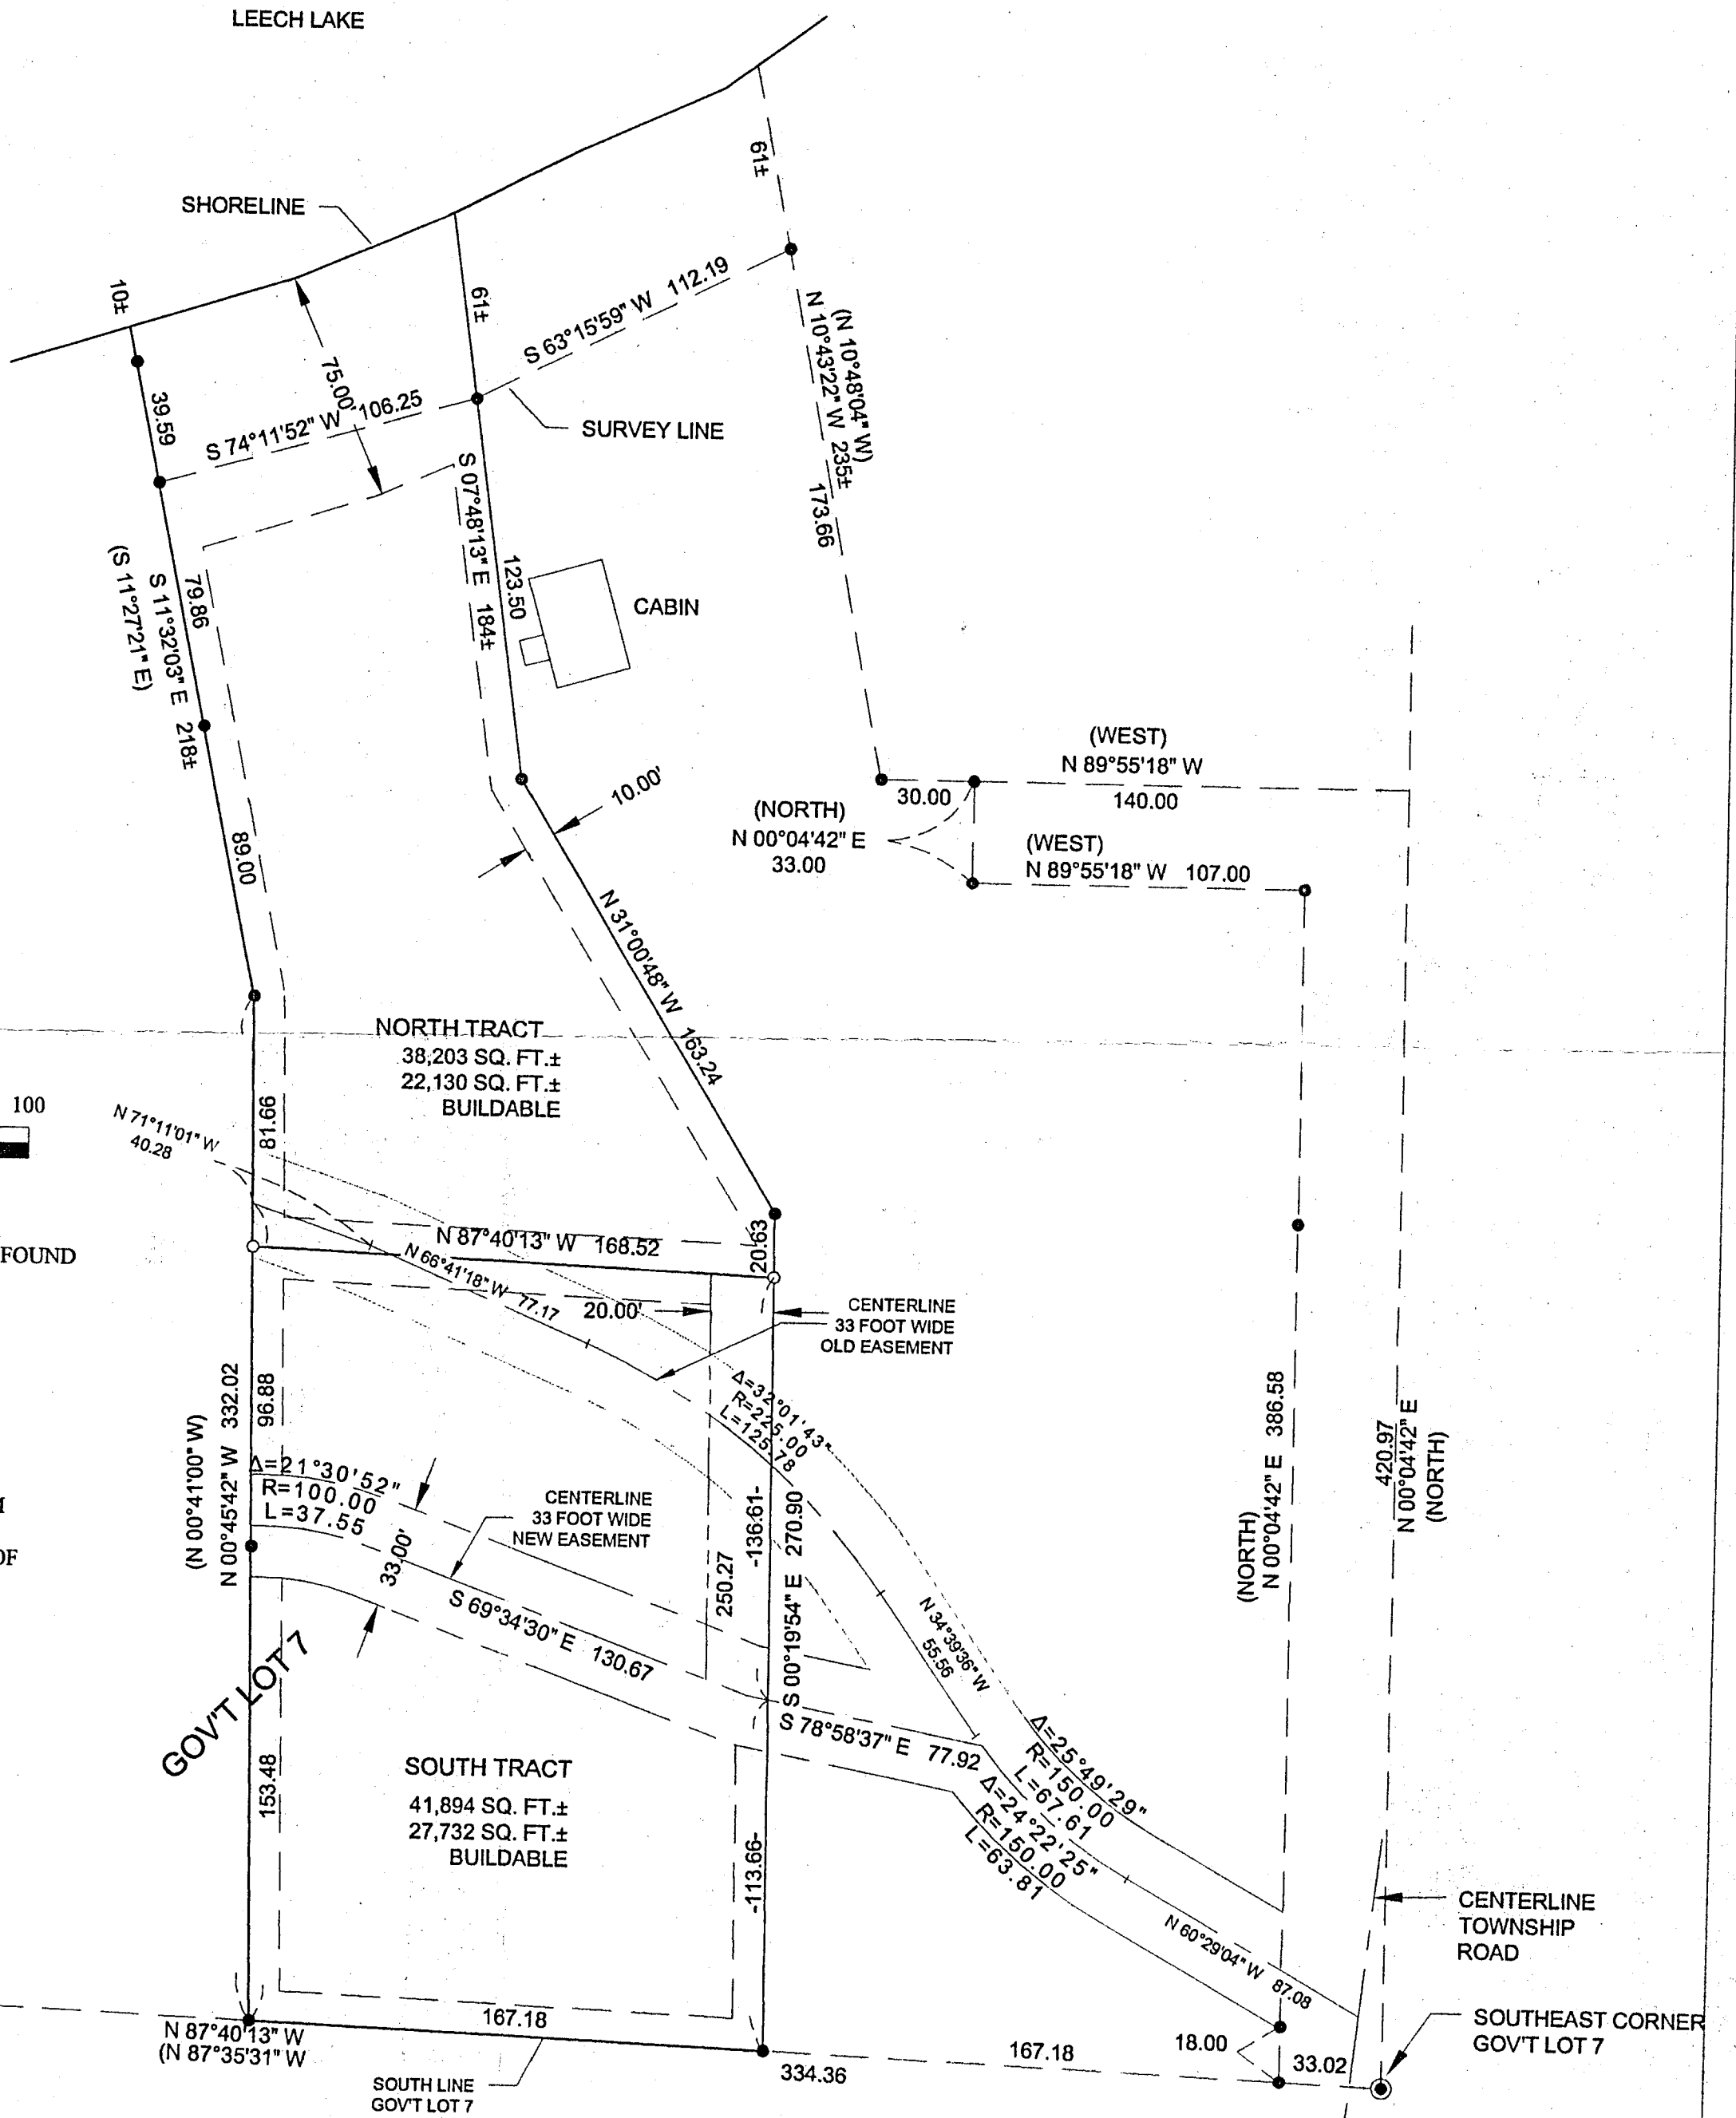 LEECH LAKE
SHORELINE
10±
61±
61±
39.59
75.00'
S 74°11'52" W 106.25
S 63°15'59" W 112.19
SURVEY LINE
(N 10°48'04" W)
N 10°43'22" W 235±
173.66
S 07°48'13" E 184±
123.50
CABIN
79.86
S 11°32'03" E 218±
(S 11°27'21" E)
89.00
10.00'
(WEST)
N 89°55'18" W
30.00
140.00
(NORTH)
N 00°04'42" E
33.00
(WEST)
N 89°55'18" W 107.00
N 31°00'48" W 163.24
NORTH TRACT
38,203 SQ. FT.±
22,130 SQ. FT.±
BUILDABLE
100
N 71°11'01" W
40.28
81.66
FOUND
N 87°40'13" W 168.52
20.63
N 66°41'18" W 77.17
20.00'
CENTERLINE
33 FOOT WIDE
OLD EASEMENT
(N 00°41'00" W)
N 00°45'42" W 332.02
96.88
Δ=32°01'43"
R=225.00
L=125.78
Δ=21°30'52"
R=100.00
L=37.55
33.00'
CENTERLINE
33 FOOT WIDE
NEW EASEMENT
250.27
-136.61-
S 00°19'54" E 270.90
(NORTH)
N 00°04'42" E 386.58
420.97
N 00°04'42" E
(NORTH)
OF
S 69°34'30" E 130.67
N 34°39'36" W
55.56
GOV'T LOT 7
S 78°58'37" E 77.92
Δ=25°49'29"
R=150.00
L=67.61
Δ=24°22'25"
R=150.00
L=63.81
153.48
SOUTH TRACT
41,894 SQ. FT.±
27,732 SQ. FT.±
BUILDABLE
-113.66-
CENTERLINE
TOWNSHIP
ROAD
N 60°29'04" W 87.08
167.18
N 87°40'13" W
(N 87°35'31" W
SOUTH LINE
GOV'T LOT 7
334.36
167.18
18.00
33.02
SOUTHEAST CORNER
GOV'T LOT 7